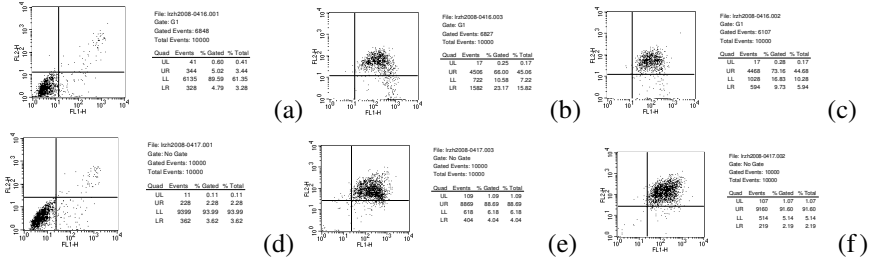 File: lrzh2008-0416.001
Gate: G1
Gated Events: 6848
Total Events: 10000
Quad Events % Gated % Total
UL 41 0.60 0.41
UR 344 5.02 3.44
LL 6135 89.59 61.35
LR 328 4.79 3.28
FL2-H
FL1-H
(a)
File: lrzh2008-0416.003
Gate: G1
Gated Events: 6827
Total Events: 10000
Quad Events % Gated % Total
UL 17 0.25 0.17
UR 4506 66.00 45.06
LL 722 10.58 7.22
LR 1582 23.17 15.82
FL2-H
FL1-H
(b)
File: lrzh2008-0416.002
Gate: G1
Gated Events: 6107
Total Events: 10000
Quad Events % Gated % Total
UL 17 0.28 0.17
UR 4468 73.16 44.68
LL 1028 16.83 10.28
LR 594 9.73 5.94
FL2-H
FL1-H
(c)
File: lrzh2008-0417.001
Gate: No Gate
Gated Events: 10000
Total Events: 10000
Quad Events % Gated % Total
UL 11 0.11 0.11
UR 228 2.28 2.28
LL 9399 93.99 93.99
LR 362 3.62 3.62
FL2-H
FL1-H
(d)
File: lrzh2008-0417.003
Gate: No Gate
Gated Events: 10000
Total Events: 10000
Quad Events % Gated % Total
UL 109 1.09 1.09
UR 8869 88.69 88.69
LL 618 6.18 6.18
LR 404 4.04 4.04
FL2-H
FL1-H
(e)
File: lrzh2008-0417.002
Gate: No Gate
Gated Events: 10000
Total Events: 10000
Quad Events % Gated % Total
UL 107 1.07 1.07
UR 9160 91.60 91.60
LL 514 5.14 5.14
LR 219 2.19 2.19
FL2-H
FL1-H
(f)